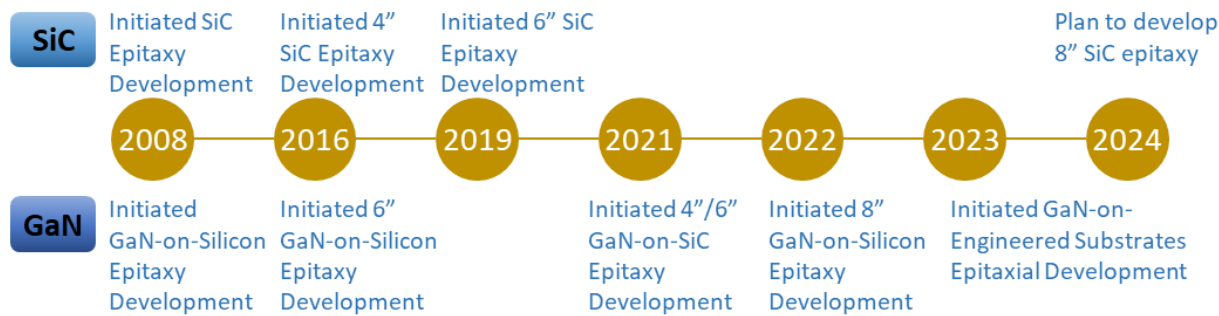 SiC
Initiated SiC
Epitaxy
Development
Initiated 4”
SiC Epitaxy
Development
Initiated 6” SiC
Epitaxy
Development
Plan to develop
8” SiC epitaxy
2008
2016
2019
2021
2022
2023
2024
GaN
Initiated
GaN-on-Silicon
Epitaxy
Development
Initiated 6”
GaN-on-Silicon
Epitaxy
Development
Initiated 4”/6”
GaN-on-SiC
Epitaxy
Development
Initiated 8”
GaN-on-Silicon
Epitaxy
Development
Initiated GaN-on-
Engineered Substrates
Epitaxial Development